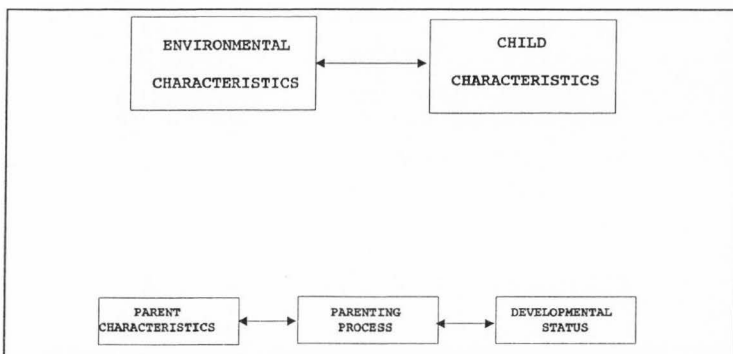 ENVIRONMENTAL
CHARACTERISTICS
CHILD
CHARACTERISTICS
PARENT
CHARACTERISTICS
PARENTING
PROCESS
DEVELOPMENTAL
STATUS